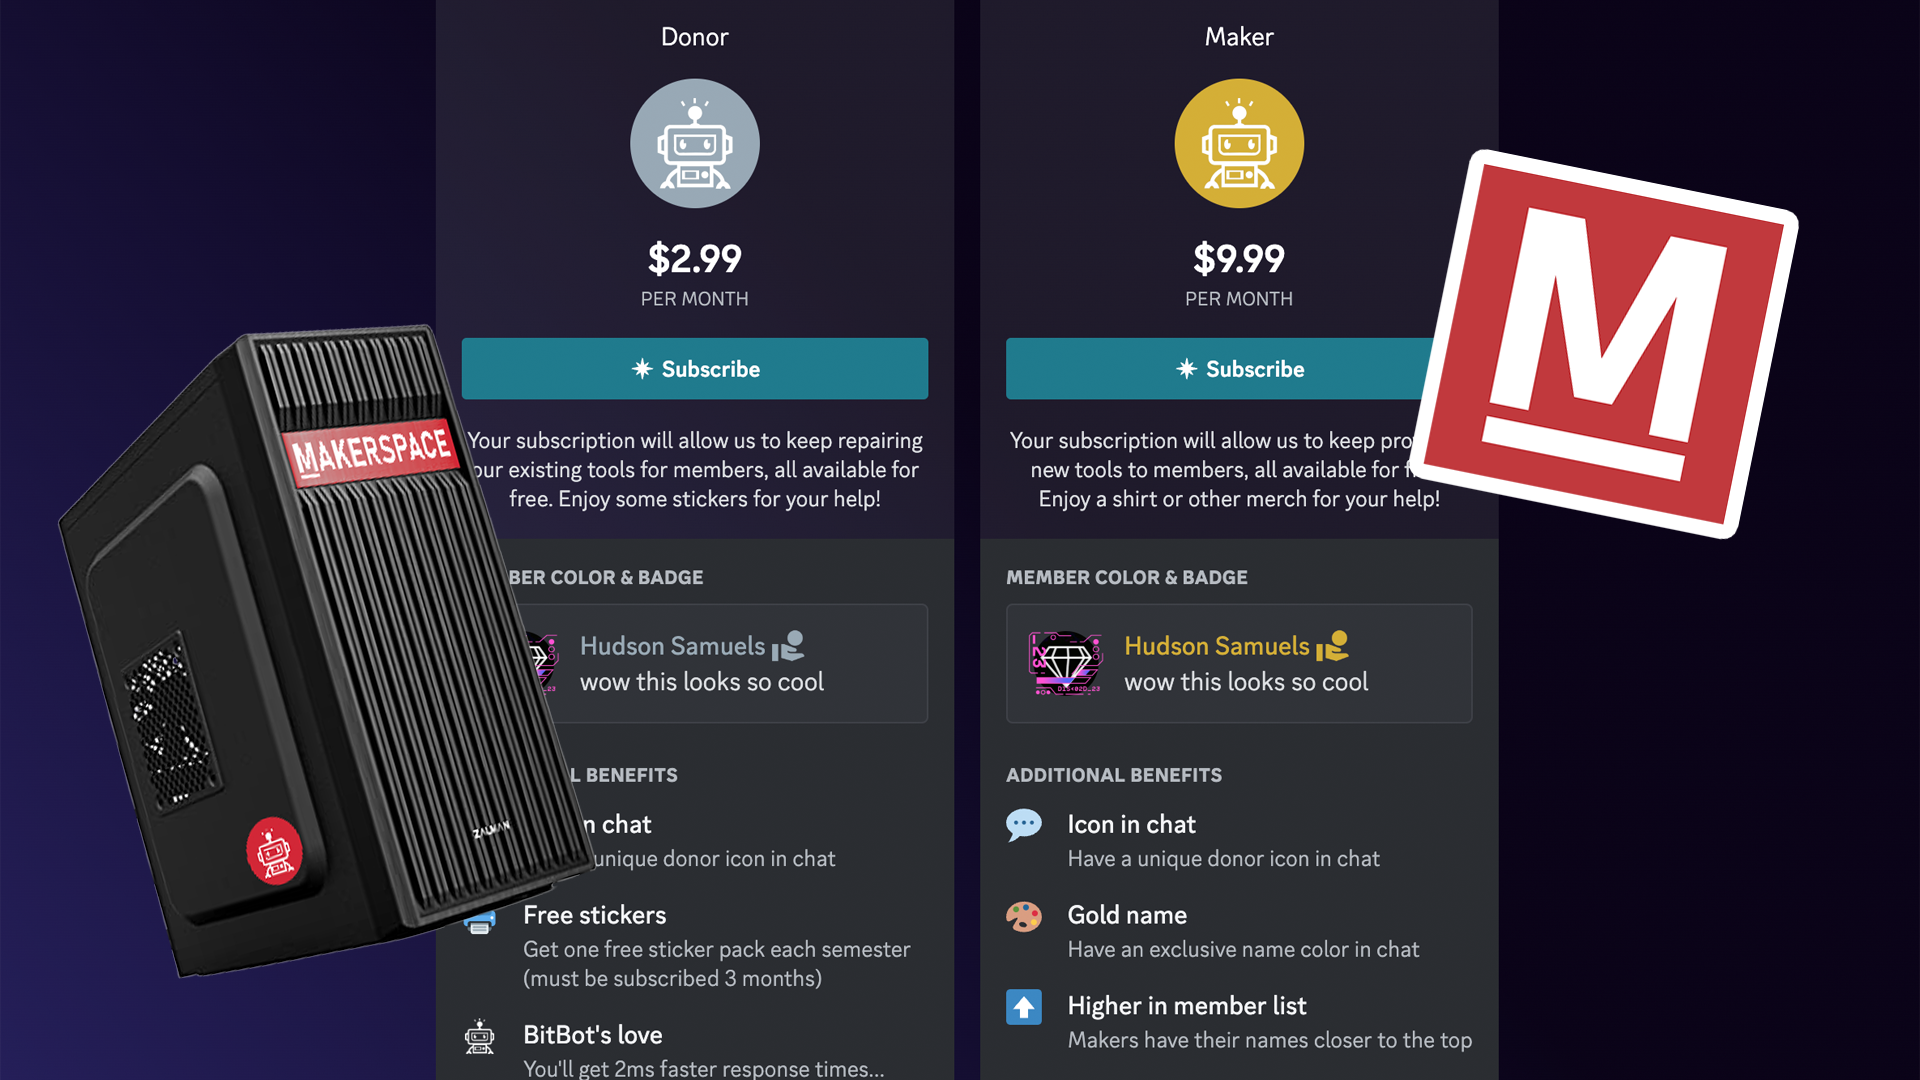 Donor
$2.99
PER MONTH
Subscribe
Your subscription will allow us to keep repairing
our existing tools for members, all available for
free. Enjoy some stickers for your help!
BER COLOR & BADGE
Hudson Samuels
wow this looks so cool
L BENEFITS
n chat
unique donor icon in chat
Free stickers
Get one free sticker pack each semester
(must be subscribed 3 months)
BitBot's love
You'll get 2ms faster response times...
Maker
$9.99
PER MONTH
Subscribe
Your subscription will allow us to keep pro
new tools to members, all available for
Enjoy a shirt or other merch for your help!
MEMBER COLOR & BADGE
Hudson Samuels
wow this looks so cool
ADDITIONAL BENEFITS
Icon in chat
Have a unique donor icon in chat
Gold name
Have an exclusive name color in chat
Higher in member list
Makers have their names closer to the top
MAKERSPACE
ZALMAN
M